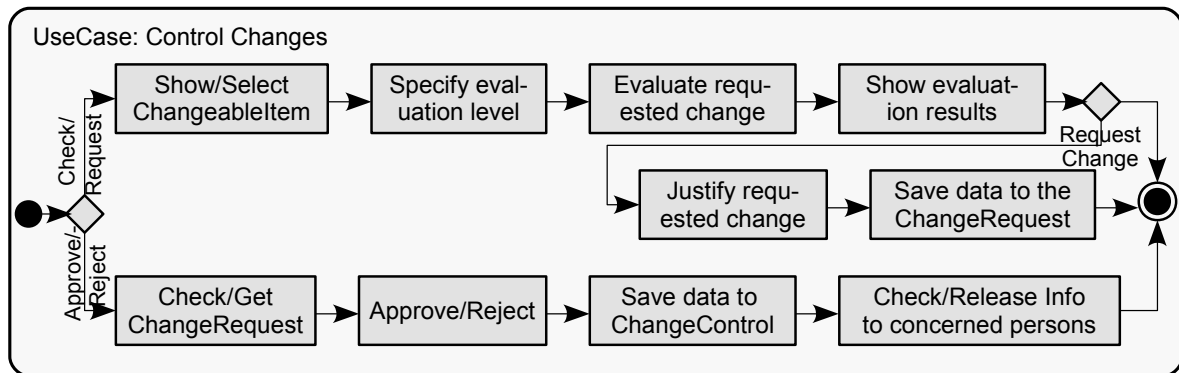 UseCase: Control Changes
Check/
Request
Show/Select
ChangeableItem
Specify eval-
uation level
Evaluate requ-
ested change
Show evaluat-
ion results
Request
Change
Justify requ-
ested change
Save data to the
ChangeRequest
Approve/-
Reject
Check/Get
ChangeRequest
Approve/Reject
Save data to
ChangeControl
Check/Release Info
to concerned persons